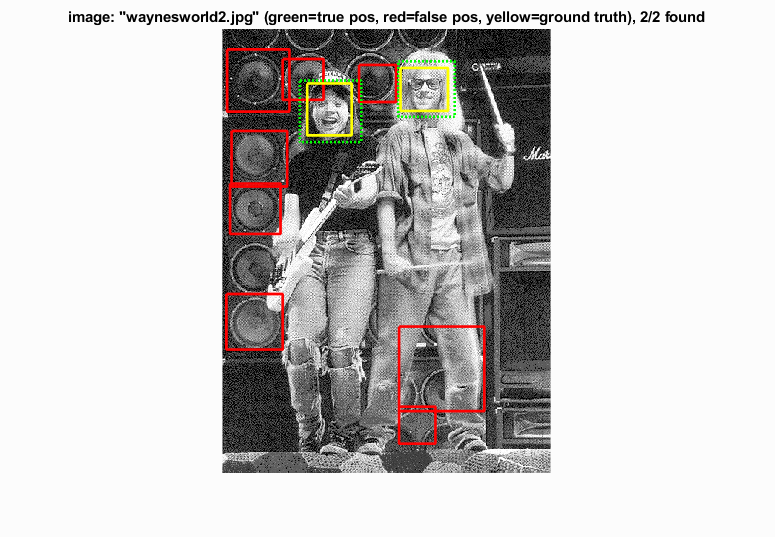 image: "waynesworld2.jpg" (green=true pos, red=false pos, yellow=ground truth), 2/2 found